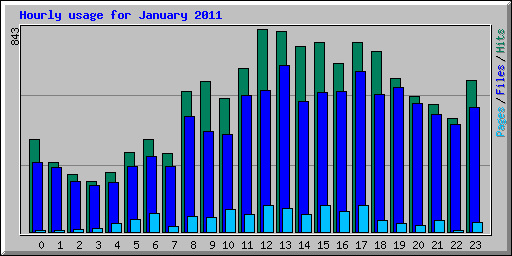 Hourly usage for January 2011
843
Pages / Files / Hits
0 1 2 3 4 5 6 7 8 9 10 11 12 13 14 15 16 17 18 19 20 21 22 23